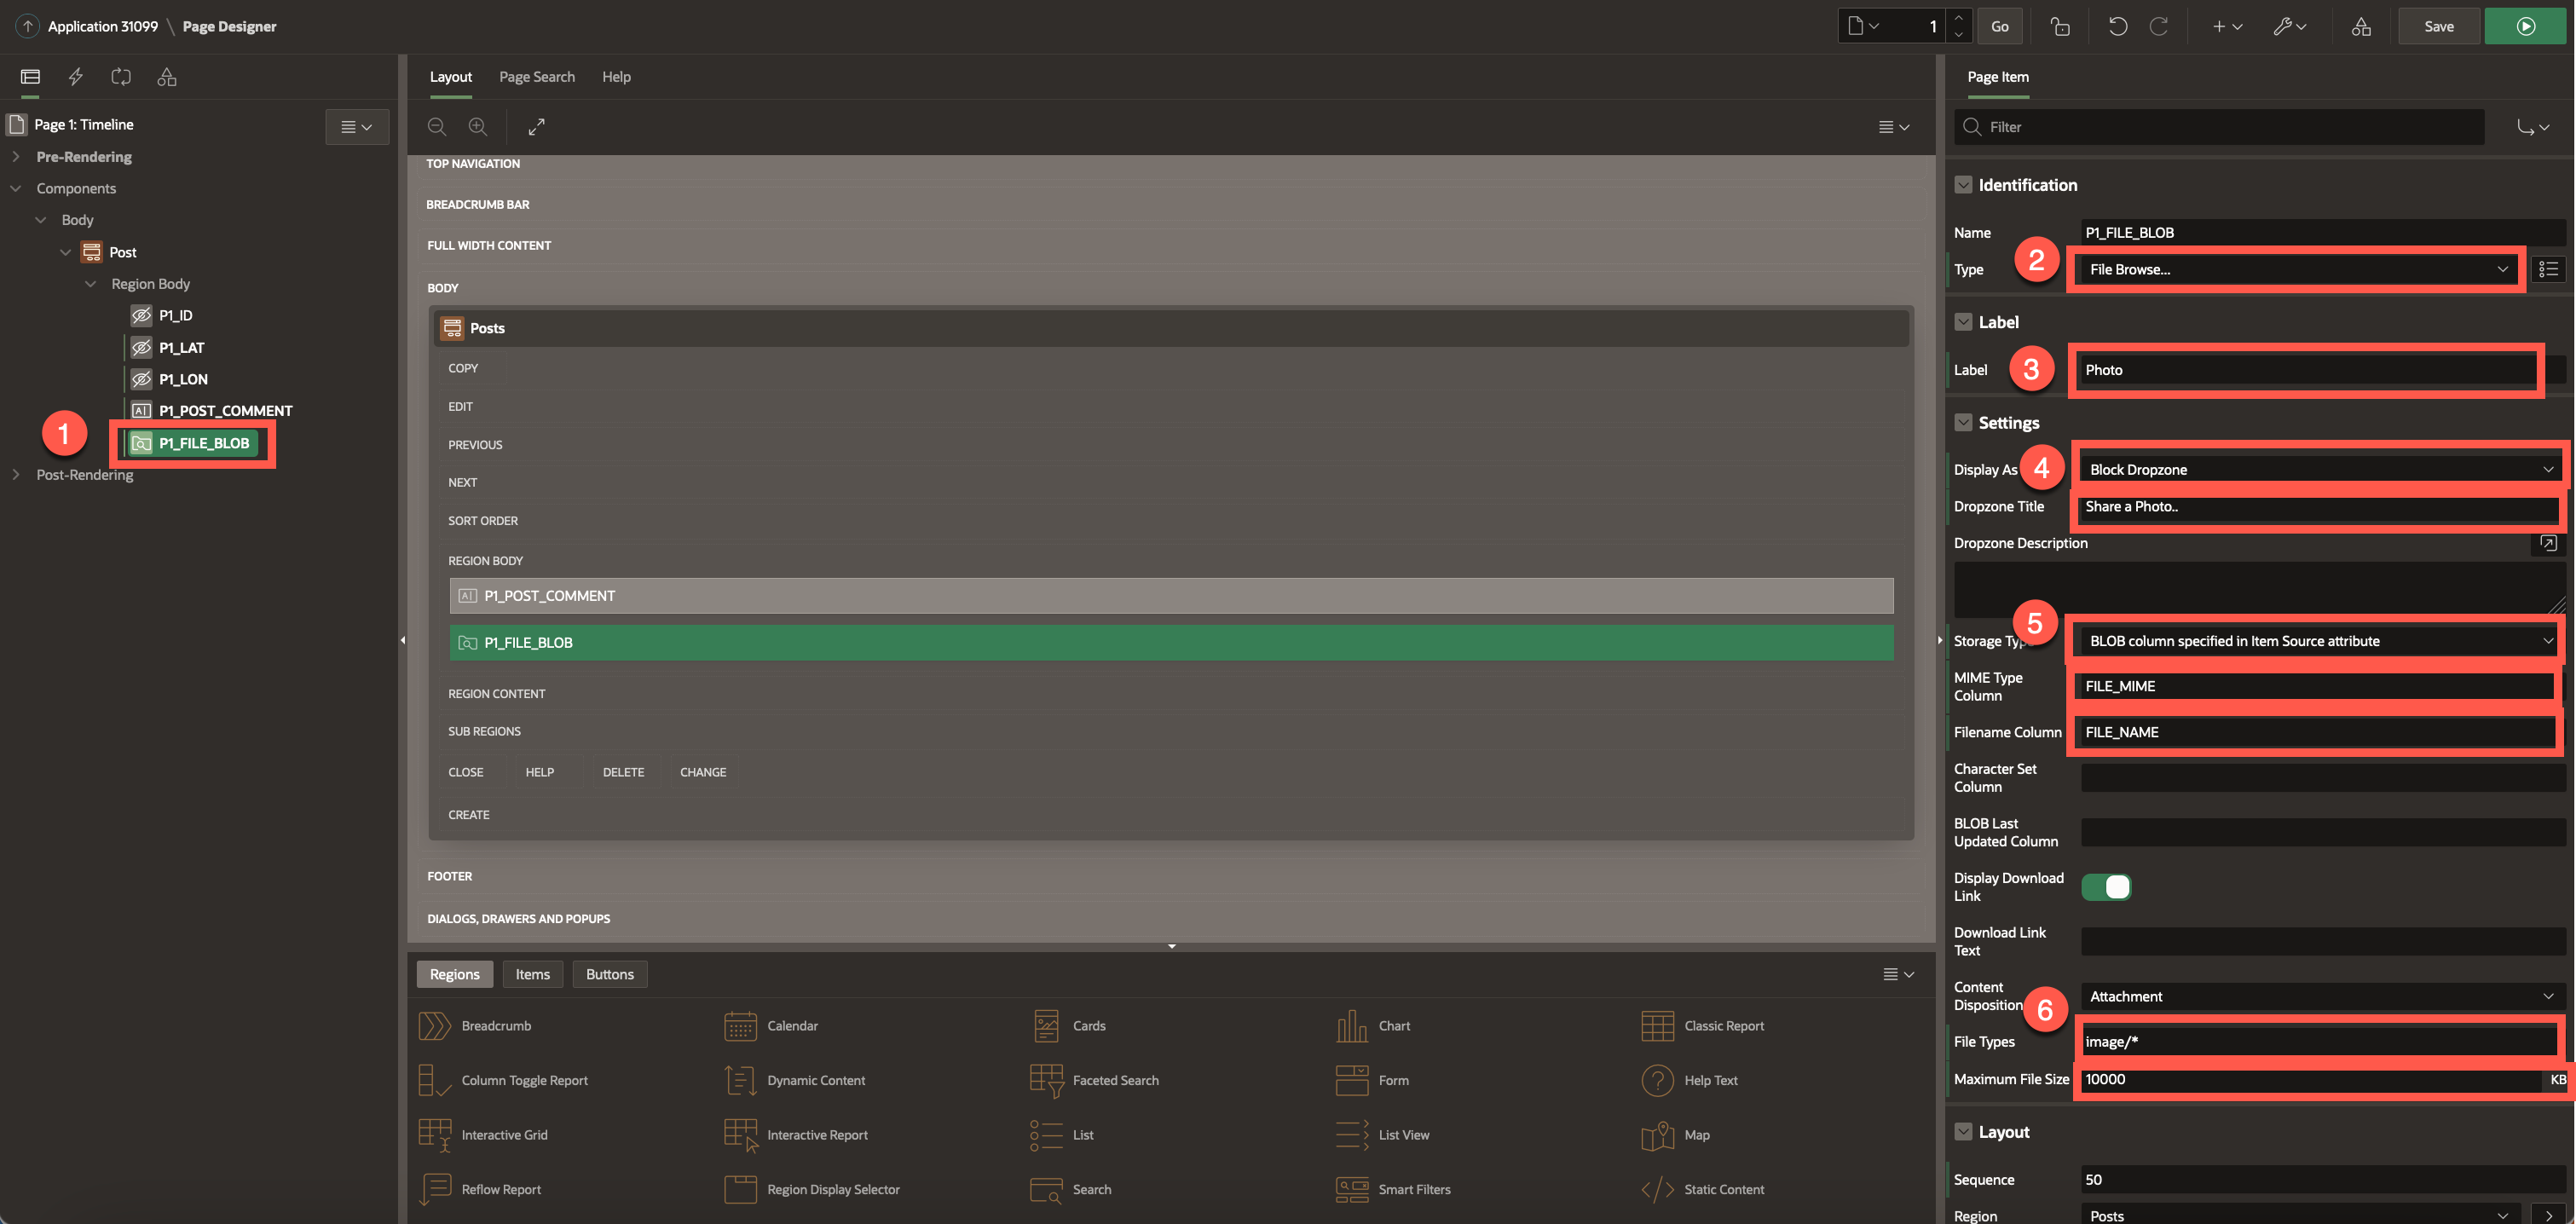 Application 31099 \ Page Designer
1
Go
Save
Page 1: Timeline
Pre-Rendering
Components
Body
Post
Region Body
P1_ID
P1_LAT
P1_LON
P1_POST_COMMENT
1
P1_FILE_BLOB
Post-Rendering
Layout
Page Search
Help
TOP NAVIGATION
BREADCRUMB BAR
FULL WIDTH CONTENT
BODY
Posts
COPY
EDIT
PREVIOUS
NEXT
SORT ORDER
REGION BODY
P1_POST_COMMENT
P1_FILE_BLOB
REGION CONTENT
SUB REGIONS
CLOSE HELP DELETE CHANGE
CREATE
FOOTER
DIALOGS, DRAWERS AND POPUPS
Regions Items Buttons
Breadcrumb Calendar Cards Chart Classic Report
Column Toggle Report Dynamic Content Faceted Search Form Help Text
Interactive Grid Interactive Report List List View Map
Reflow Report Region Display Selector Search Smart Filters Static Content
Page Item
Filter
Identification
Name P1_FILE_BLOB
Type 2 File Browse...
Label
Label 3 Photo
Settings
Display As 4 Block Dropzone
Dropzone Title Share a Photo..
Dropzone Description
5
Storage Typ BLOB column specified in Item Source attribute
MIME Type
Column FILE_MIME
Filename Column FILE_NAME
Character Set
Column
BLOB Last
Updated Column
Display Download
Link
Download Link
Text
Content
Disposition Attachment
6
File Types image/*
Maximum File Size 10000 KB
Layout
Sequence 50
Region Posts